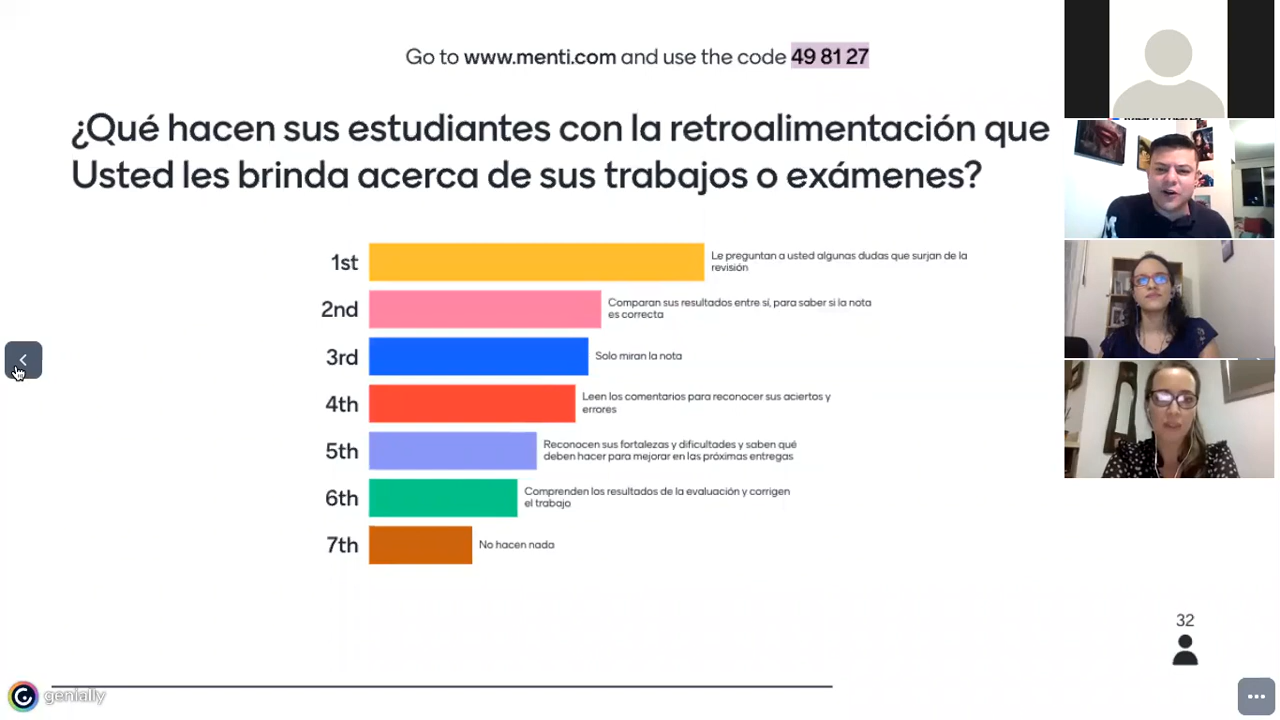 Go to www.menti.com and use the code 49 81 27
¿Qué hacen sus estudiantes con la retroalimentación que
Usted les brinda acerca de sus trabajos o exámenes?
1st
Le preguntan a usted algunas dudas que surjan de la
revisión
2nd
Comparan sus resultados entre sí, para saber si la nota
es correcta
3rd
Solo miran la nota
4th
Leen los comentarios para reconocer sus aciertos y
errores
5th
Reconocen sus fortalezas y dificultades y saben qué
deben hacer para mejorar en las próximas entregas
6th
Comprenden los resultados de la evaluación y corrigen
el trabajo
7th
No hacen nada
32
genially